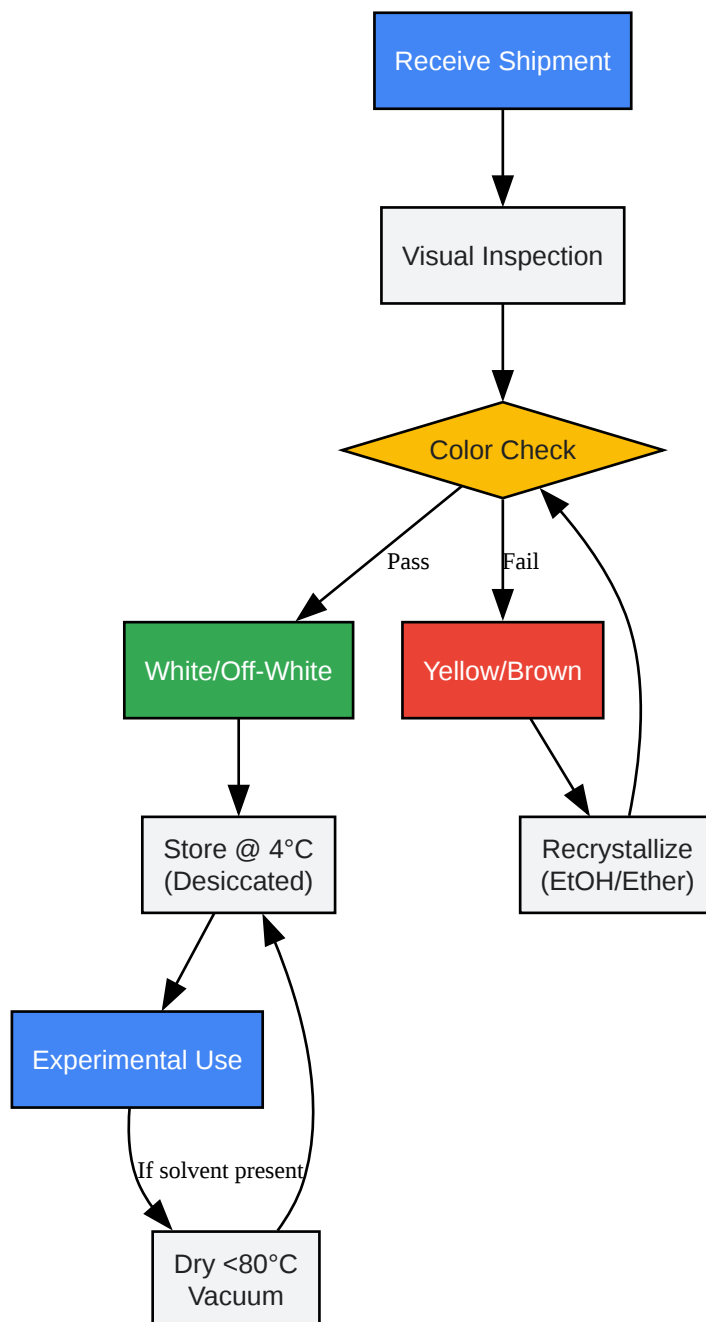 Receive Shipment
Visual Inspection
Color Check
Pass
Fail
White/Off-White
Yellow/Brown
Store @ 4°C
(Desiccated)
Recrystallize
(EtOH/Ether)
Experimental Use
If solvent present
Dry <80°C
Vacuum